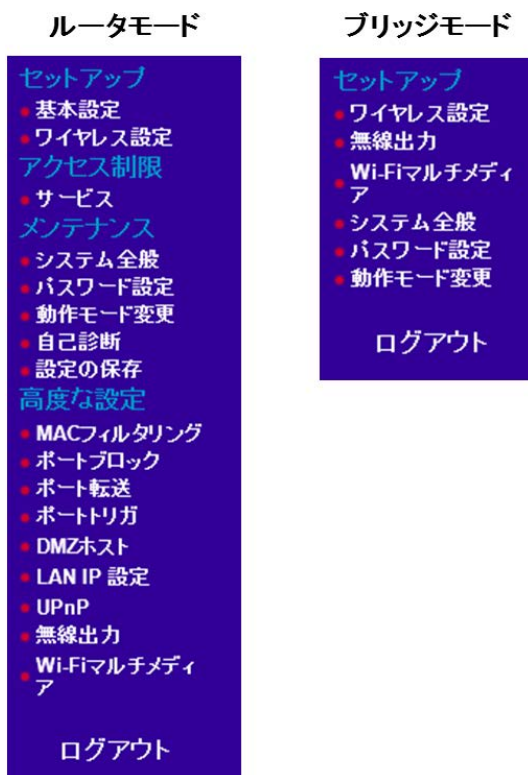 ルータモード
セットアップ
基本設定
ワイヤレス設定
アクセス制限
サービス
メンテナンス
システム全般
パスワード設定
動作モード変更
自己診断
設定の保存
高度な設定
MACフィルタリング
ポートブロック
ポート転送
ポートトリガ
DMZホスト
LAN IP 設定
UPnP
無線出力
Wi-Fiマルチメディ
ア
ログアウト
ブリッジモード
セットアップ
ワイヤレス設定
無線出力
Wi-Fiマルチメディ
ア
システム全般
パスワード設定
動作モード変更
ログアウト